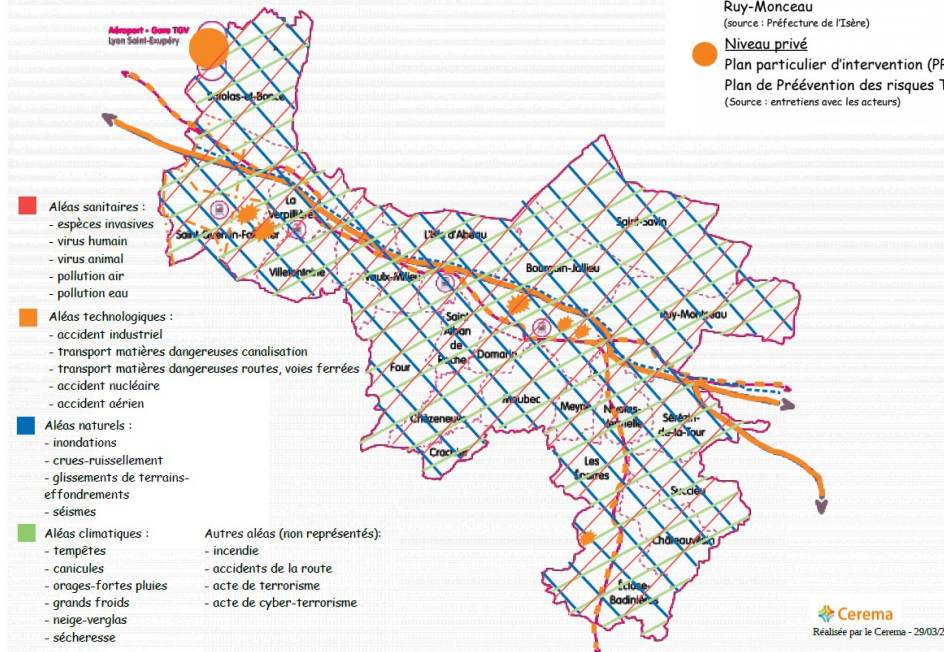 Ruy-Monceau
(source : Préfecture de l'Isère)
Niveau privé
Plan particulier d'intervention
Plan de Préévention des risques
(Source : entretiens avec les acteurs)
Aéroport - Gare TGV
Lyon Saint-Exupéry
Satolas-et-Bonce
La
Verpillière
Saint-Quentin-Fallavier
Villefontaine
Vaulx-Milieu
L'Isle d'Abeau
Bourgoin-Jallieu
Saint-Savin
Ruy-Montceau
Saint
Alban
de
Roche
Domarin
Four
Maubec
Meyrié
Nivolas-
Vermelle
Sérézin-
de-la-Tour
Chèzeneuve
Crachier
Les
Eparres
Succieu
Châteauvilain
Eclose-
Badinières
Aléas sanitaires :
- espèces invasives
- virus humain
- virus animal
- pollution air
- pollution eau
Aléas technologiques :
- accident industriel
- transport matières dangereuses canalisation
- transport matières dangereuses routes, voies ferrées
- accident nucléaire
- accident aérien
Aléas naturels :
- inondations
- crues-ruissellement
- glissements de terrains-
effondrements
- séismes
Aléas climatiques :
- tempêtes
- canicules
- orages-fortes pluies
- grands froids
- neige-verglas
- sécheresse
Autres aléas (non représentés):
- incendie
- accidents de la route
- acte de terrorisme
- acte de cyber-terrorisme
Cerema
Réalisée par le Cerema - 29/03/2